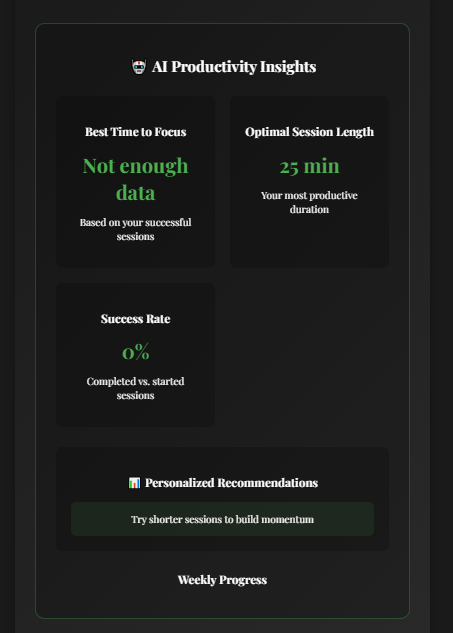 🤖 AI Productivity Insights
Best Time to Focus
Not enough
data
Based on your successful
sessions
Optimal Session Length
25 min
Your most productive
duration
Success Rate
0%
Completed vs. started
sessions
📊 Personalized Recommendations
Try shorter sessions to build momentum
Weekly Progress